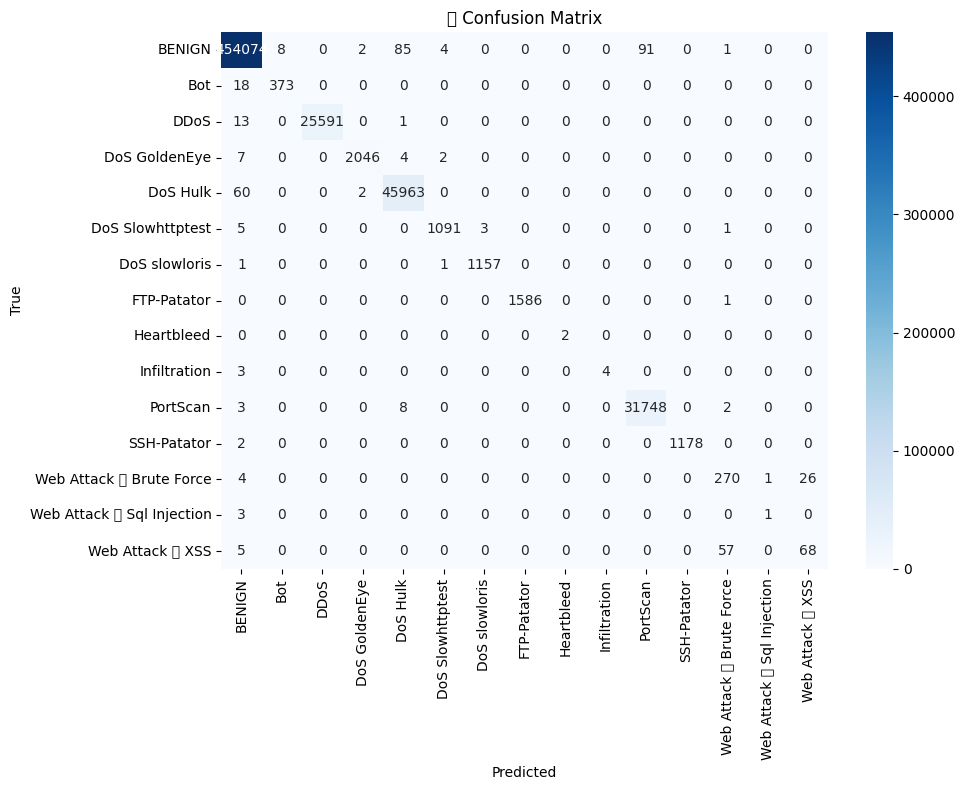 ▯ Confusion Matrix
BENIGN 454074 8 0 2 85 4 0 0 0 0 91 0 1 0 0
Bot 18 373 0 0 0 0 0 0 0 0 0 0 0 0 0
DDoS 13 0 25591 0 1 0 0 0 0 0 0 0 0 0 0
DoS GoldenEye 7 0 0 2046 4 2 0 0 0 0 0 0 0 0 0
DoS Hulk 60 0 0 2 45963 0 0 0 0 0 0 0 0 0 0
DoS Slowhttptest 5 0 0 0 0 1091 3 0 0 0 0 0 1 0 0
DoS slowloris 1 0 0 0 0 1 1157 0 0 0 0 0 0 0 0
FTP-Patator 0 0 0 0 0 0 0 1586 0 0 0 0 1 0 0
Heartbleed 0 0 0 0 0 0 0 0 2 0 0 0 0 0 0
Infiltration 3 0 0 0 0 0 0 0 0 4 0 0 0 0 0
PortScan 3 0 0 0 8 0 0 0 0 0 31748 0 2 0 0
SSH-Patator 2 0 0 0 0 0 0 0 0 0 0 1178 0 0 0
Web Attack ▯ Brute Force 4 0 0 0 0 0 0 0 0 0 0 0 270 1 26
Web Attack ▯ Sql Injection 3 0 0 0 0 0 0 0 0 0 0 0 0 1 0
Web Attack ▯ XSS 5 0 0 0 0 0 0 0 0 0 0 0 57 0 68
True
BENIGN
Bot
DDoS
DoS GoldenEye
DoS Hulk
DoS Slowhttptest
DoS slowloris
FTP-Patator
Heartbleed
Infiltration
PortScan
SSH-Patator
Web Attack ▯ Brute Force
Web Attack ▯ Sql Injection
Web Attack ▯ XSS
Predicted
400000
300000
200000
100000
0